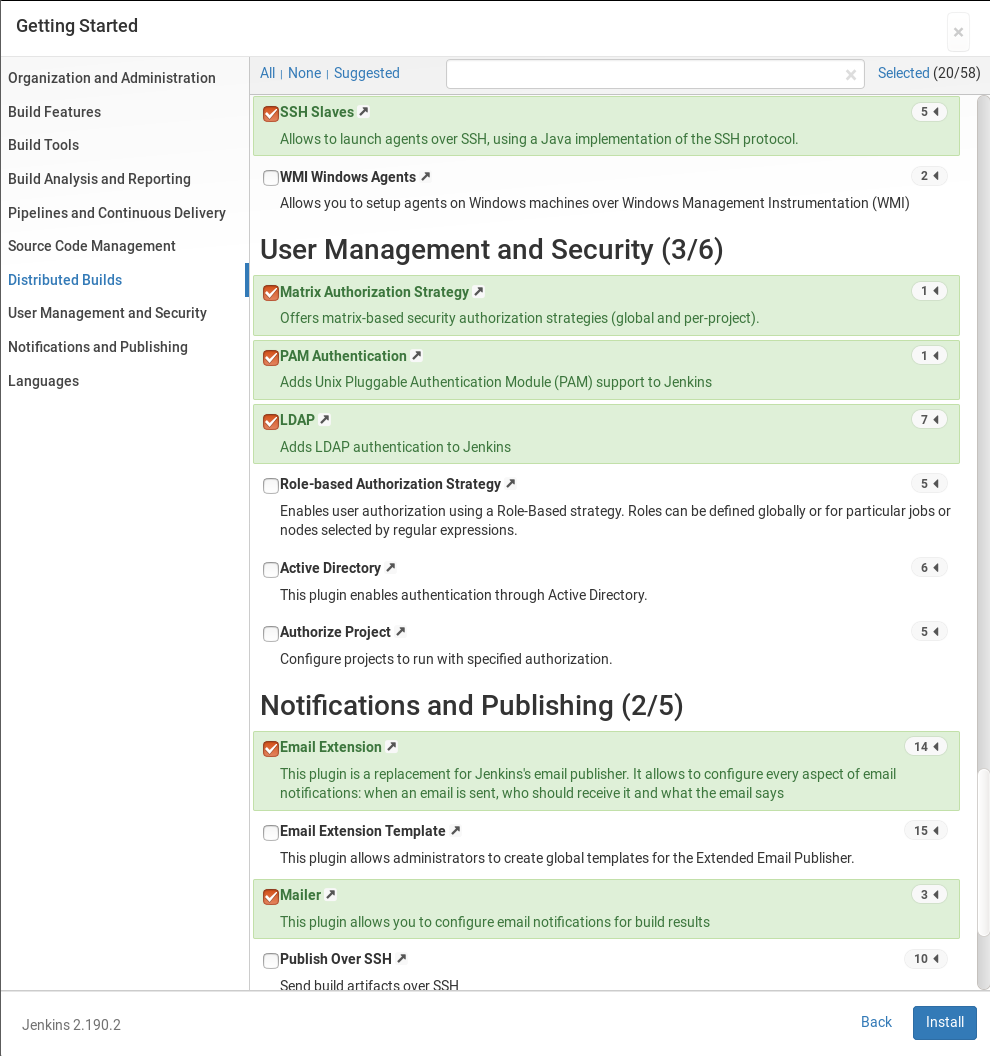 Getting Started
×
Organization and Administration
Build Features
Build Tools
Build Analysis and Reporting
Pipelines and Continuous Delivery
Source Code Management
Distributed Builds
User Management and Security
Notifications and Publishing
Languages
All | None | Suggested
×
Selected (20/58)
SSH Slaves 5
Allows to launch agents over SSH, using a Java implementation of the SSH protocol.
WMI Windows Agents 2
Allows you to setup agents on Windows machines over Windows Management Instrumentation (WMI)
User Management and Security (3/6)
Matrix Authorization Strategy 1
Offers matrix-based security authorization strategies (global and per-project).
PAM Authentication 1
Adds Unix Pluggable Authentication Module (PAM) support to Jenkins
LDAP 7
Adds LDAP authentication to Jenkins
Role-based Authorization Strategy 5
Enables user authorization using a Role-Based strategy. Roles can be defined globally or for particular jobs or
nodes selected by regular expressions.
Active Directory 6
This plugin enables authentication through Active Directory.
Authorize Project 5
Configure projects to run with specified authorization.
Notifications and Publishing (2/5)
Email Extension 14
This plugin is a replacement for Jenkins's email publisher. It allows to configure every aspect of email
notifications: when an email is sent, who should receive it and what the email says
Email Extension Template 15
This plugin allows administrators to create global templates for the Extended Email Publisher.
Mailer 3
This plugin allows you to configure email notifications for build results
Publish Over SSH 10
Send build artifacts over SSH
Jenkins 2.190.2
Back
Install